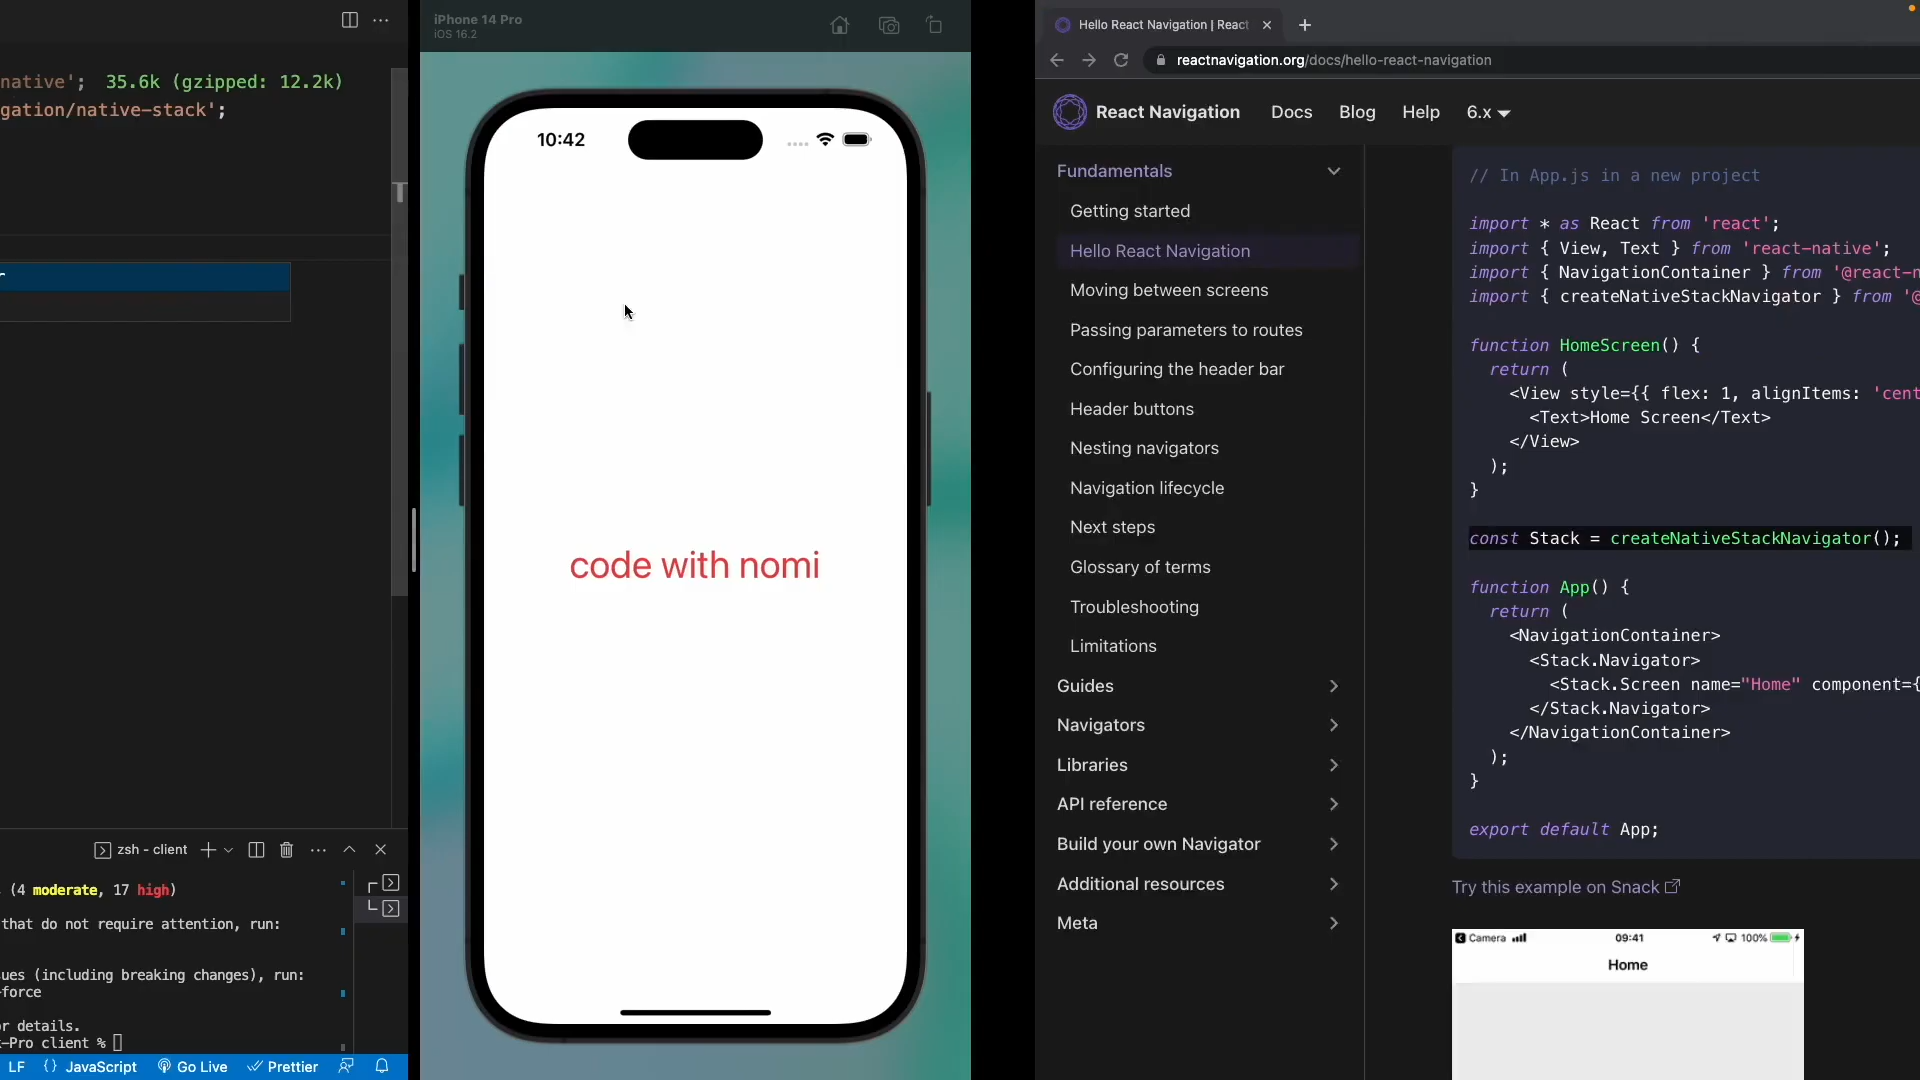 native'; 35.6k (gzipped: 12.2k)
gation/native-stack';
r
zsh - client
(4 moderate, 17 high)
that do not require attention, run:
ues (including breaking changes), run:
force
r details.
-Pro client %
LF {} JavaScript Go Live Prettier
iPhone 14 Pro
iOS 16.2
10:42
code with nomi
Hello React Navigation | React
reactnavigation.org/docs/hello-react-navigation
React Navigation Docs Blog Help 6.x
Fundamentals
Getting started
Hello React Navigation
Moving between screens
Passing parameters to routes
Configuring the header bar
Header buttons
Nesting navigators
Navigation lifecycle
Next steps
Glossary of terms
Troubleshooting
Limitations
Guides
Navigators
Libraries
API reference
Build your own Navigator
Additional resources
Meta
// In App.js in a new project
import * as React from 'react';
import { View, Text } from 'react-native';
import { NavigationContainer } from '@react-n
import { createNativeStackNavigator } from '@
function HomeScreen() {
return (
<View style={{ flex: 1, alignItems: 'cent
<Text>Home Screen</Text>
</View>
);
}
const Stack = createNativeStackNavigator();
function App() {
return (
<NavigationContainer>
<Stack.Navigator>
<Stack.Screen name="Home" component={
</Stack.Navigator>
</NavigationContainer>
);
}
export default App;
Try this example on Snack
Camera 09:41 100%
Home